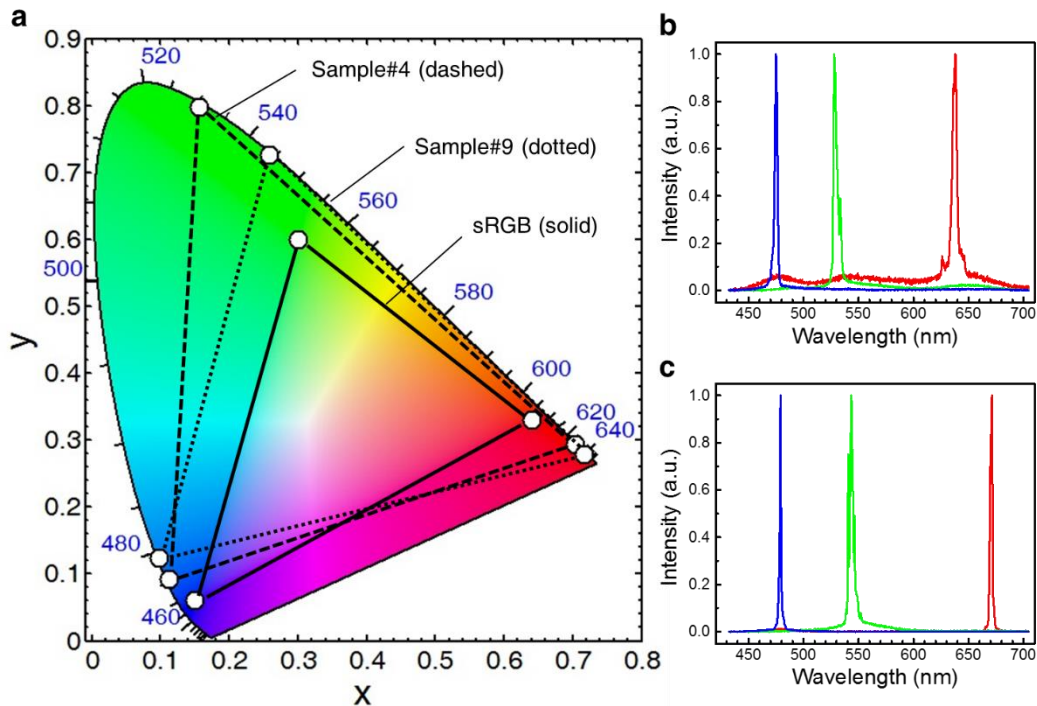 a
0.9
0.8
0.7
0.6
0.5
0.4
0.3
0.2
0.1
0
y
0 0.1 0.2 0.3 0.4 0.5 0.6 0.7 0.8
x
520
540
560
500
580
600
620
640
480
460
Sample#4 (dashed)
Sample#9 (dotted)
sRGB (solid)
b
Intensity (a.u.)
1.0
0.8
0.6
0.4
0.2
0.0
450 500 550 600 650 700
Wavelength (nm)
c
Intensity (a.u.)
1.0
0.8
0.6
0.4
0.2
0.0
450 500 550 600 650 700
Wavelength (nm)